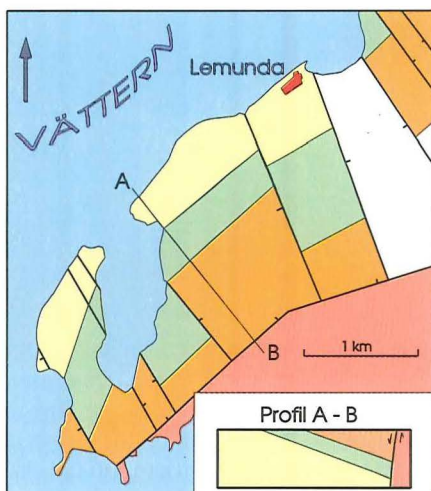 VÄTTERN
Lemunda
A
B
1 km
Profil A - B